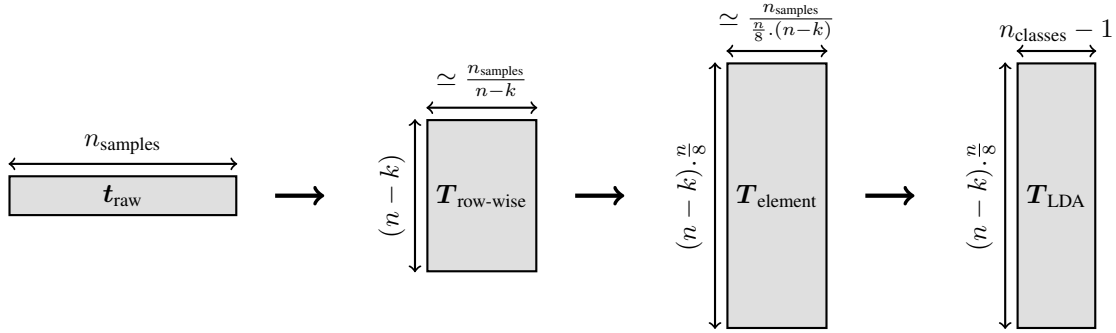 n_samples
t_raw
≃ n_samples / n−k
(n − k)
T_row-wise
≃ n_samples / n/8 .(n−k)
(n − k). n/8
T_element
n_classes − 1
(n − k). n/8
T_LDA